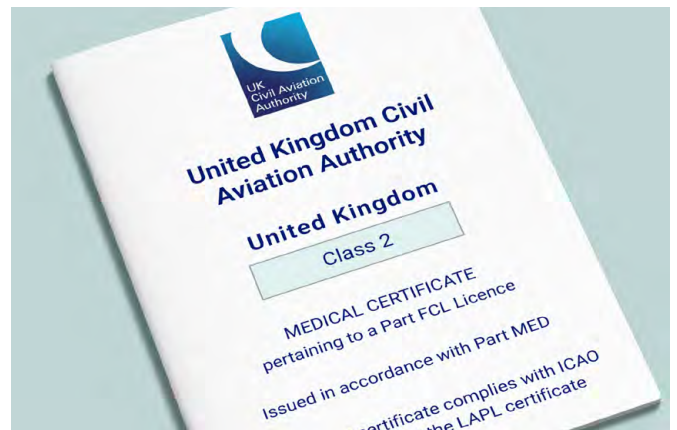 UK
Civil Aviation
Authority
United Kingdom Civil
Aviation Authority
United Kingdom
Class 2
MEDICAL CERTIFICATE
pertaining to a Part FCL Licence
Issued in accordance with Part MED
certificate complies with ICAO
the LAPL certificate